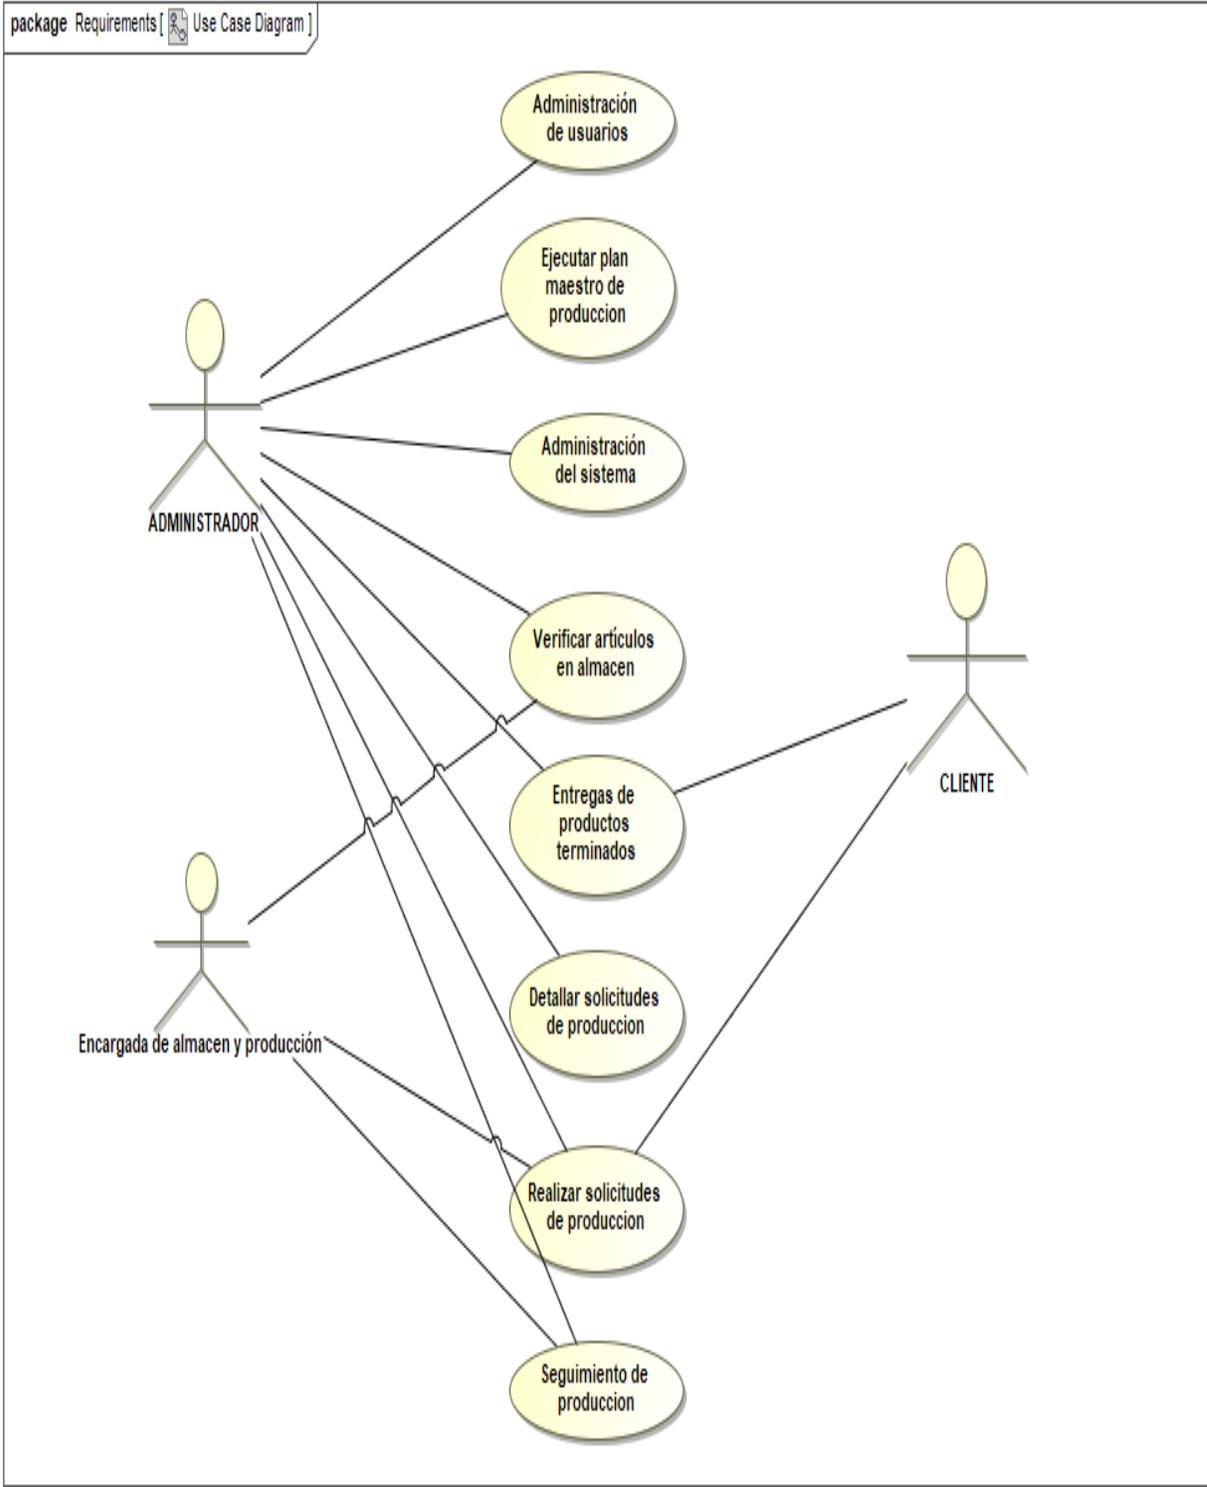 package Requirements [ Use Case Diagram ]
Administración
de usuarios
Ejecutar plan
maestro de
produccion
Administración
del sistema
ADMINISTRADOR
Verificar artículos
en almacen
CLIENTE
Entregas de
productos
terminados
Detallar solicitudes
de produccion
Encargada de almacen y producción
Realizar solicitudes
de produccion
Seguimiento de
produccion